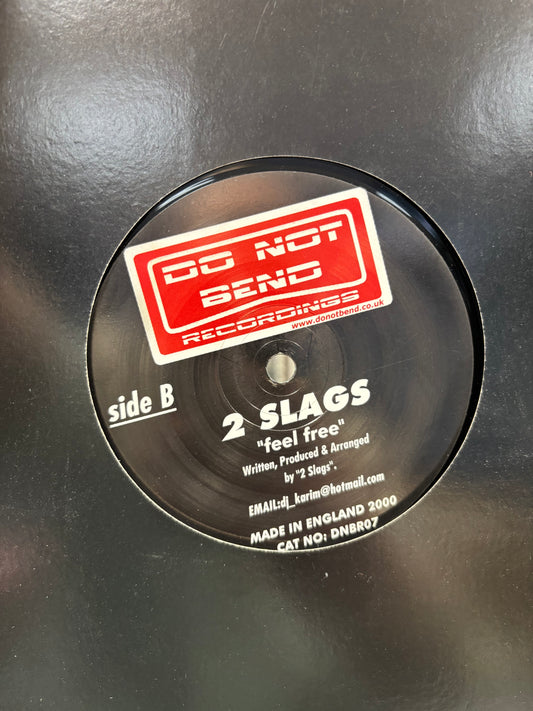 DO NOT
BEND
RECORDINGS
www.donotbend.co.uk
side B
2 SLAGS
"feel free"
Written, Produced & Arranged
by "2 Slags".
EMAIL:dj_karim@hotmail.com
MADE IN ENGLAND 2000
CAT NO: DNBR07